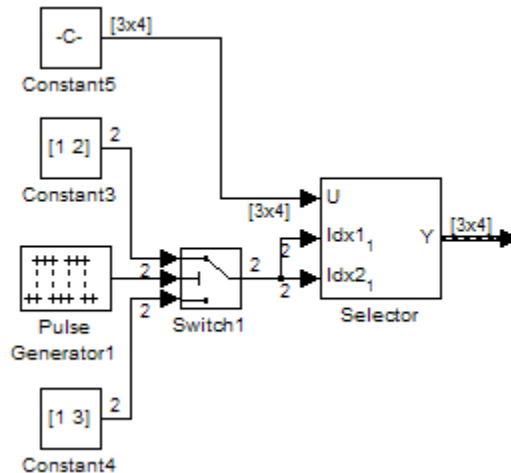 -C-
[3x4]
Constant5
[1 2]
2
Constant3
[3x4]
U
Idx1 1
Idx2 1
Y
[3x4]
Selector
2
2
2
2
2
Switch1
Pulse
Generator1
[1 3]
2
Constant4